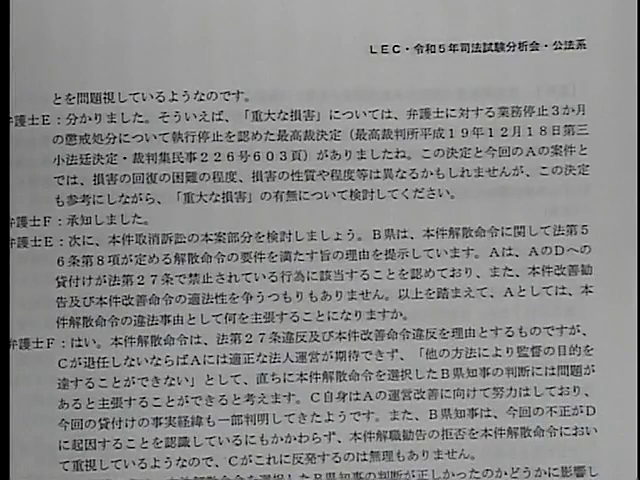 LEC・令和5年司法試験分析会・公法系
とを問題視しているようなのです。
弁護士E：分かりました。そういえば、「重大な損害」については、弁護士に対する業務停止3か月
の懲戒処分について執行停止を認めた最高裁決定（最高裁判所平成19年12月18日第三
小法廷決定・裁判集民事226号603頁）がありましたね。この決定と今回のAの案件と
では、損害の回復の困難の程度、損害の性質や程度等は異なるかもしれませんが、この決定
も参考にしながら、「重大な損害」の有無について検討してください。
弁護士F：承知しました。
弁護士E：次に、本件取消訴訟の本案部分を検討しましょう。B県は、本件解散命令に関して法第5
6条第8項が定める解散命令の要件を満たす旨の理由を提示しています。Aは、AのDへの
貸付けが法第27条で禁止されている行為に該当することを認めており、また、本件改善勧
告及び本件改善命令の適法性を争うつもりもありません。以上を踏まえて、Aとしては、本
件解散命令の違法事由として何を主張することになりますか。
弁護士F：はい。本件解散命令は、法第27条違反及び本件改善命令違反を理由とするものですが、
Cが退任しないならばAには適正な法人運営が期待できず、「他の方法により監督の目的を
達することができない」として、直ちに本件解散命令を選択したB県知事の判断には問題が
あると主張することができると考えます。C自身はAの運営改善に向けて努力はしており、
今回の貸付けの事実経緯も一部判明してきたようです。また、B県知事は、今回の不正がD
に起因することを認識しているにもかかわらず、本件解職勧告の拒否を本件解散命令におい
て重視しているようなので、Cがこれに反発するのは無理もありません。